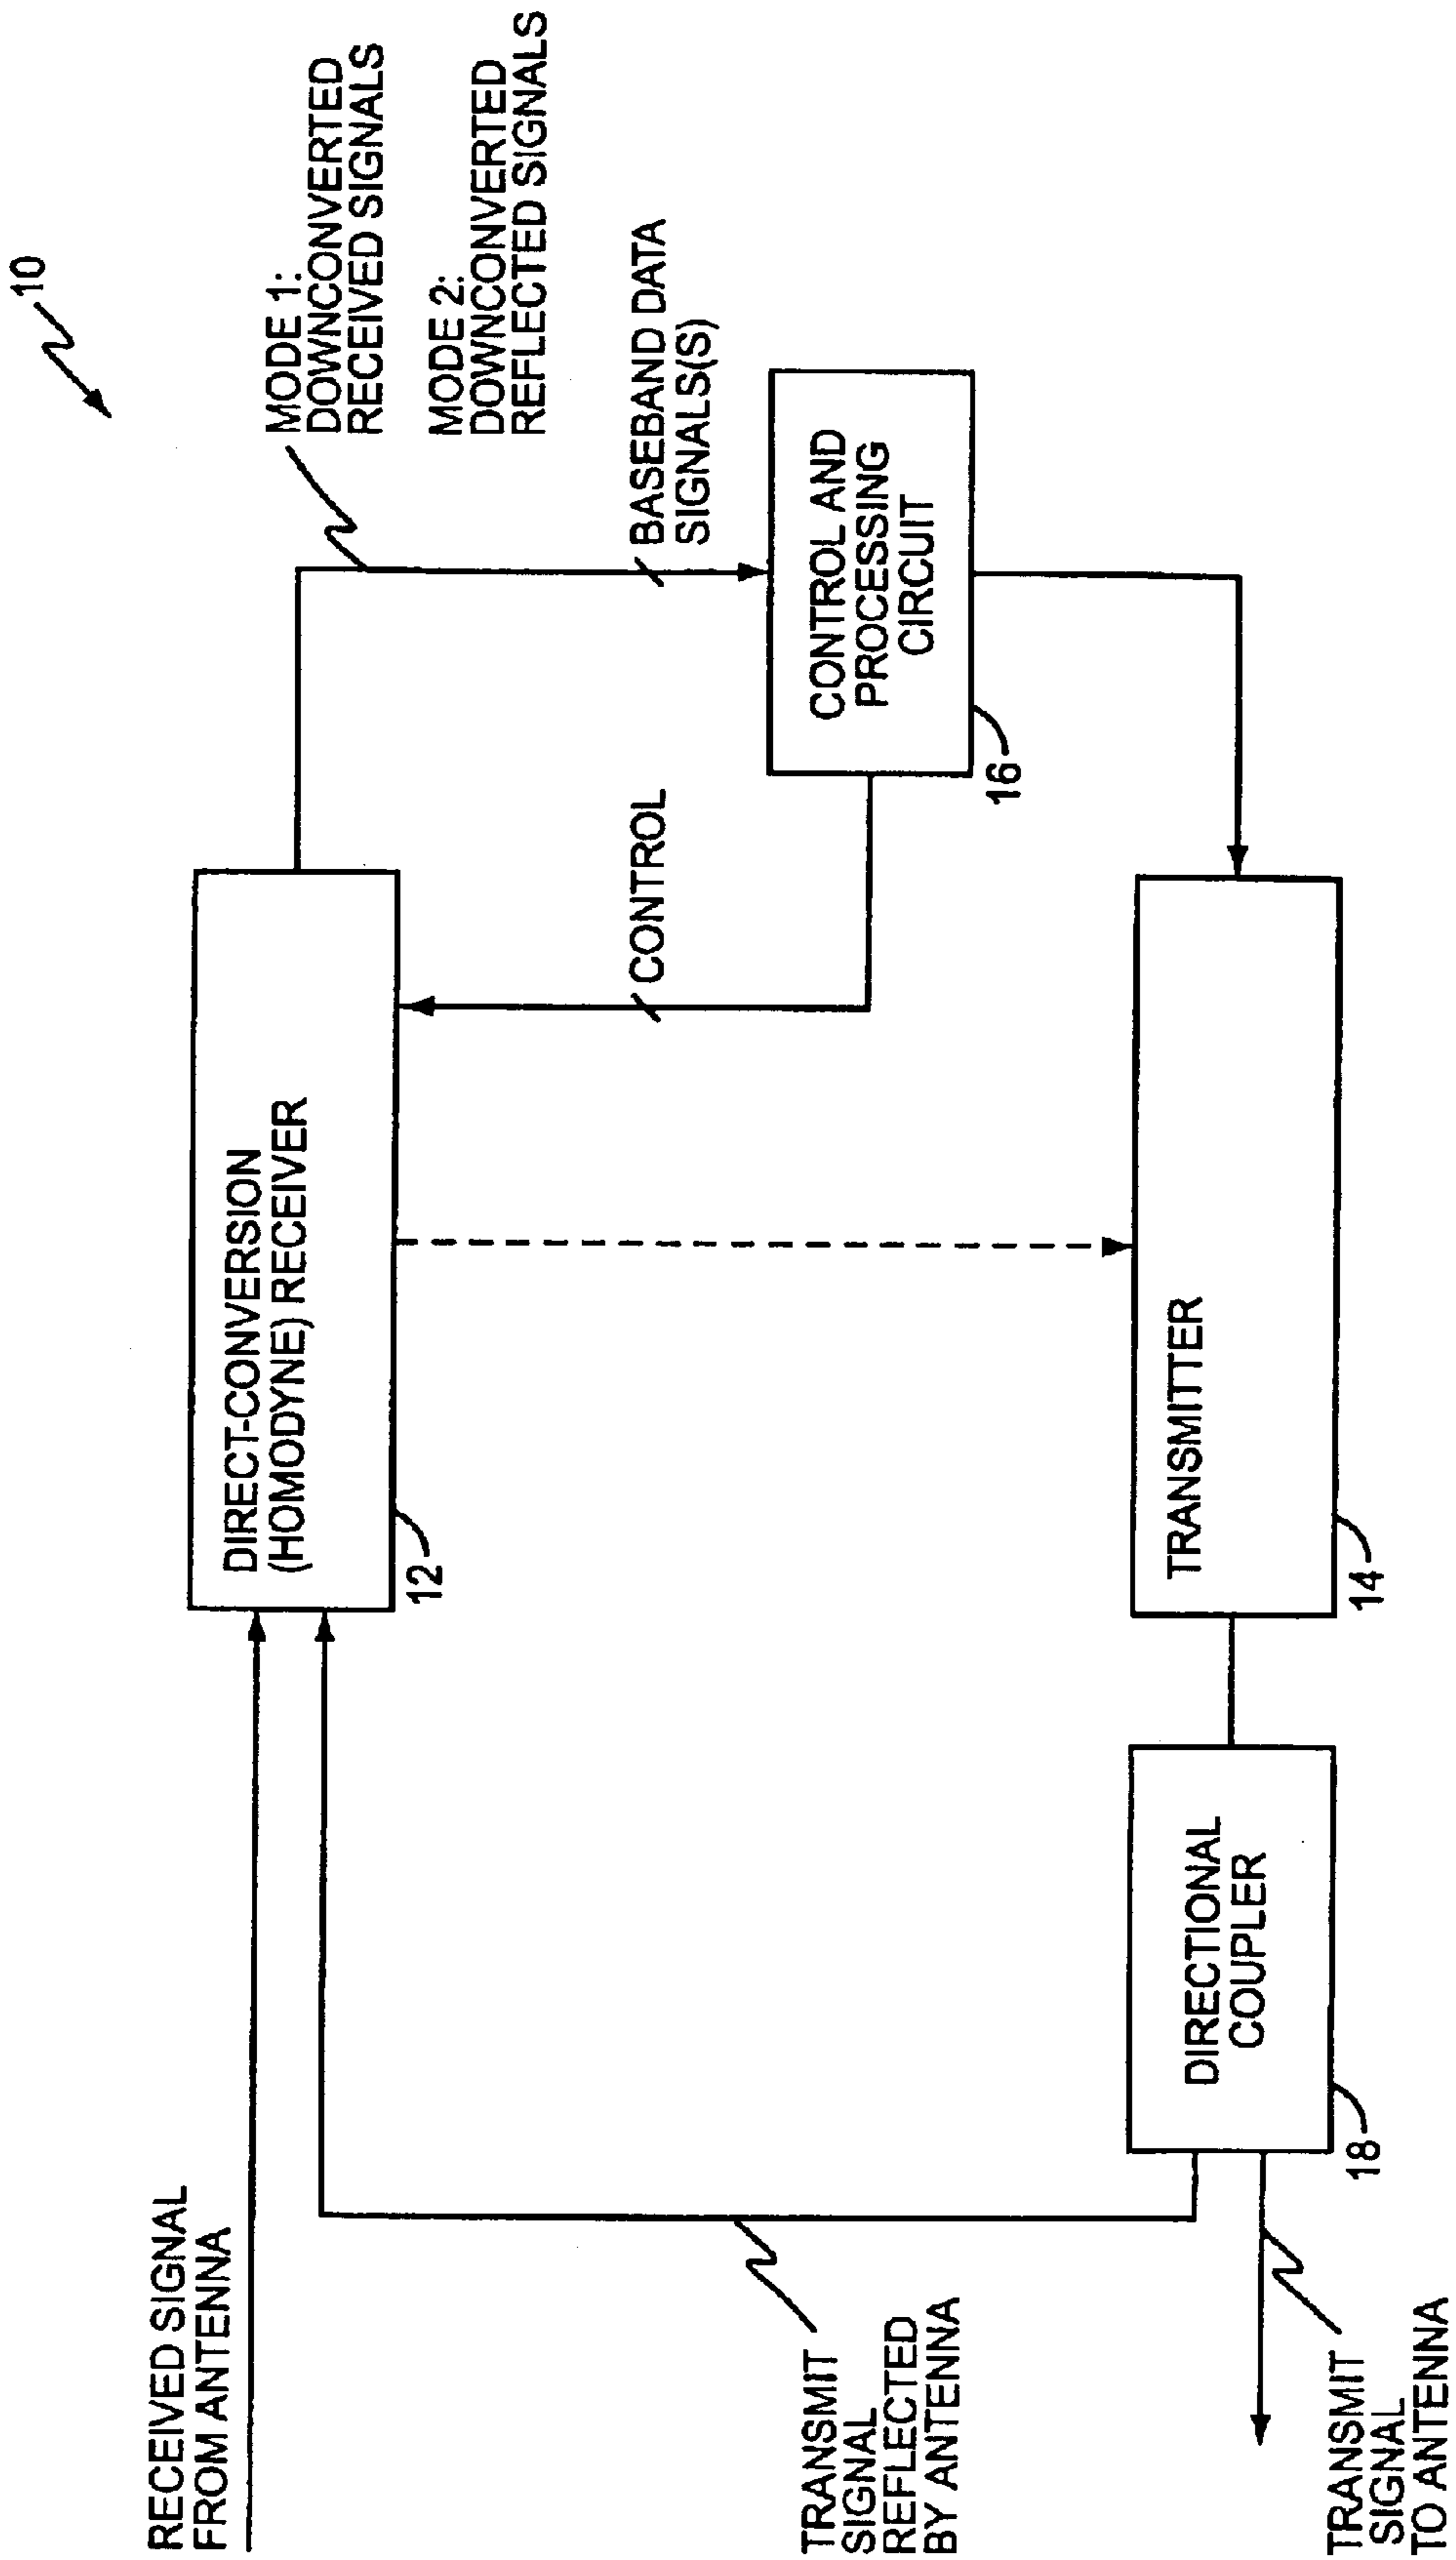 10
RECEIVED SIGNAL
FROM ANTENNA
DIRECT-CONVERSION
(HOMODYNE) RECEIVER
12
MODE 1:
DOWNCONVERTED
RECEIVED SIGNALS
MODE 2:
DOWNCONVERTED
REFLECTED SIGNALS
BASEBAND DATA
SIGNALS(S)
CONTROL
CONTROL AND
PROCESSING
CIRCUIT
16
TRANSMIT
SIGNAL
REFLECTED
BY ANTENNA
DIRECTIONAL
COUPLER
18
TRANSMITTER
14
TRANSMIT
SIGNAL
TO ANTENNA